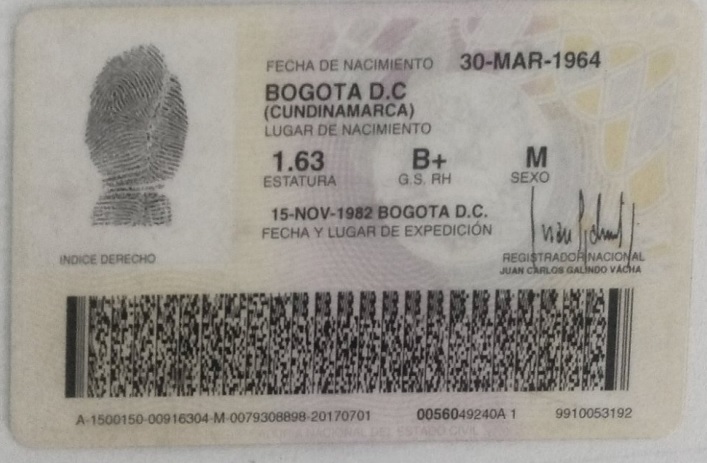 FECHA DE NACIMIENTO 30-MAR-1964
BOGOTA D.C
(CUNDINAMARCA)
LUGAR DE NACIMIENTO
1.63 B+ M
ESTATURA G.S. RH SEXO
15-NOV-1982 BOGOTA D.C.
FECHA Y LUGAR DE EXPEDICIÓN
INDICE DERECHO
REGISTRADOR NACIONAL
JUAN CARLOS GALINDO VÁCHA
A-1500150-00916304-M-0079308898-20170701 0056049240A 1 9910053192